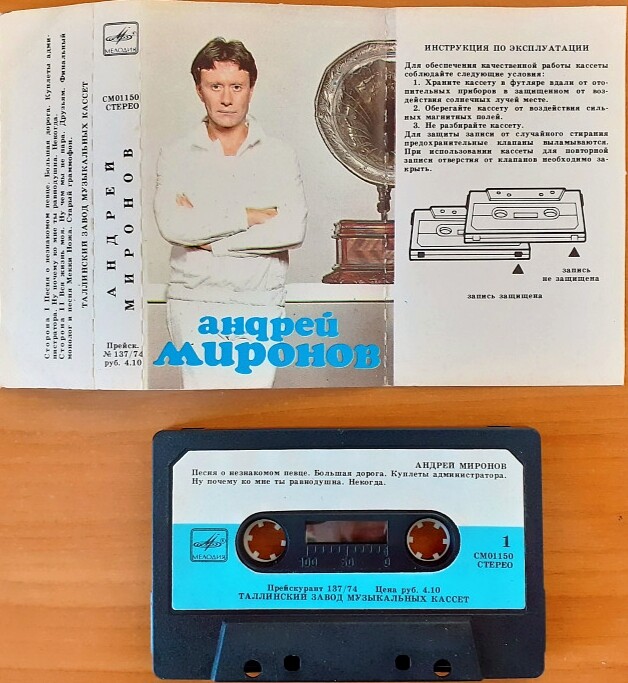 Сторона I Песня о незнакомом певце. Большая дорога. Куплеты адми-
нистратора. Ну почему ко мне ты равнодушна. Некогда.
Сторона II Вся жизнь моя. Ну чем мы не пара. Друзьям. Финальный
монолог и песня Мекки Ножа. Старый граммофон.
ТАЛЛИНСКИЙ ЗАВОД МУЗЫКАЛЬНЫХ КАССЕТ
МЕЛОДИЯ
СМ01150
СТЕРЕО
АНДРЕЙ
МИРОНОВ
Прейск.
№ 137/74
руб. 4.10
андрей
миронов
ИНСТРУКЦИЯ ПО ЭКСПЛУАТАЦИИ
Для обеспечения качественной работы кассеты
соблюдайте следующие условия:
1. Храните кассету в футляре вдали от ото-
пительных приборов в защищенном от воз-
действия солнечных лучей месте.
2. Оберегайте кассету от воздействия силь-
ных магнитных полей.
3. Не разбирайте кассету.
Для защиты записи от случайного стирания
предохранительные клапаны выламываются.
При использовании кассеты для повторной
записи отверстия от клапанов необходимо за-
крыть.
запись
не защищена
запись защищена
АНДРЕЙ МИРОНОВ
Песня о незнакомом певце. Большая дорога. Куплеты администратора.
Ну почему ко мне ты равнодушна. Некогда.
МЕЛОДИЯ
100 50 0
1
СМ01150
СТЕРЕО
Прейскурант 137/74 Цена руб. 4.10
ТАЛЛИНСКИЙ ЗАВОД МУЗЫКАЛЬНЫХ КАССЕТ